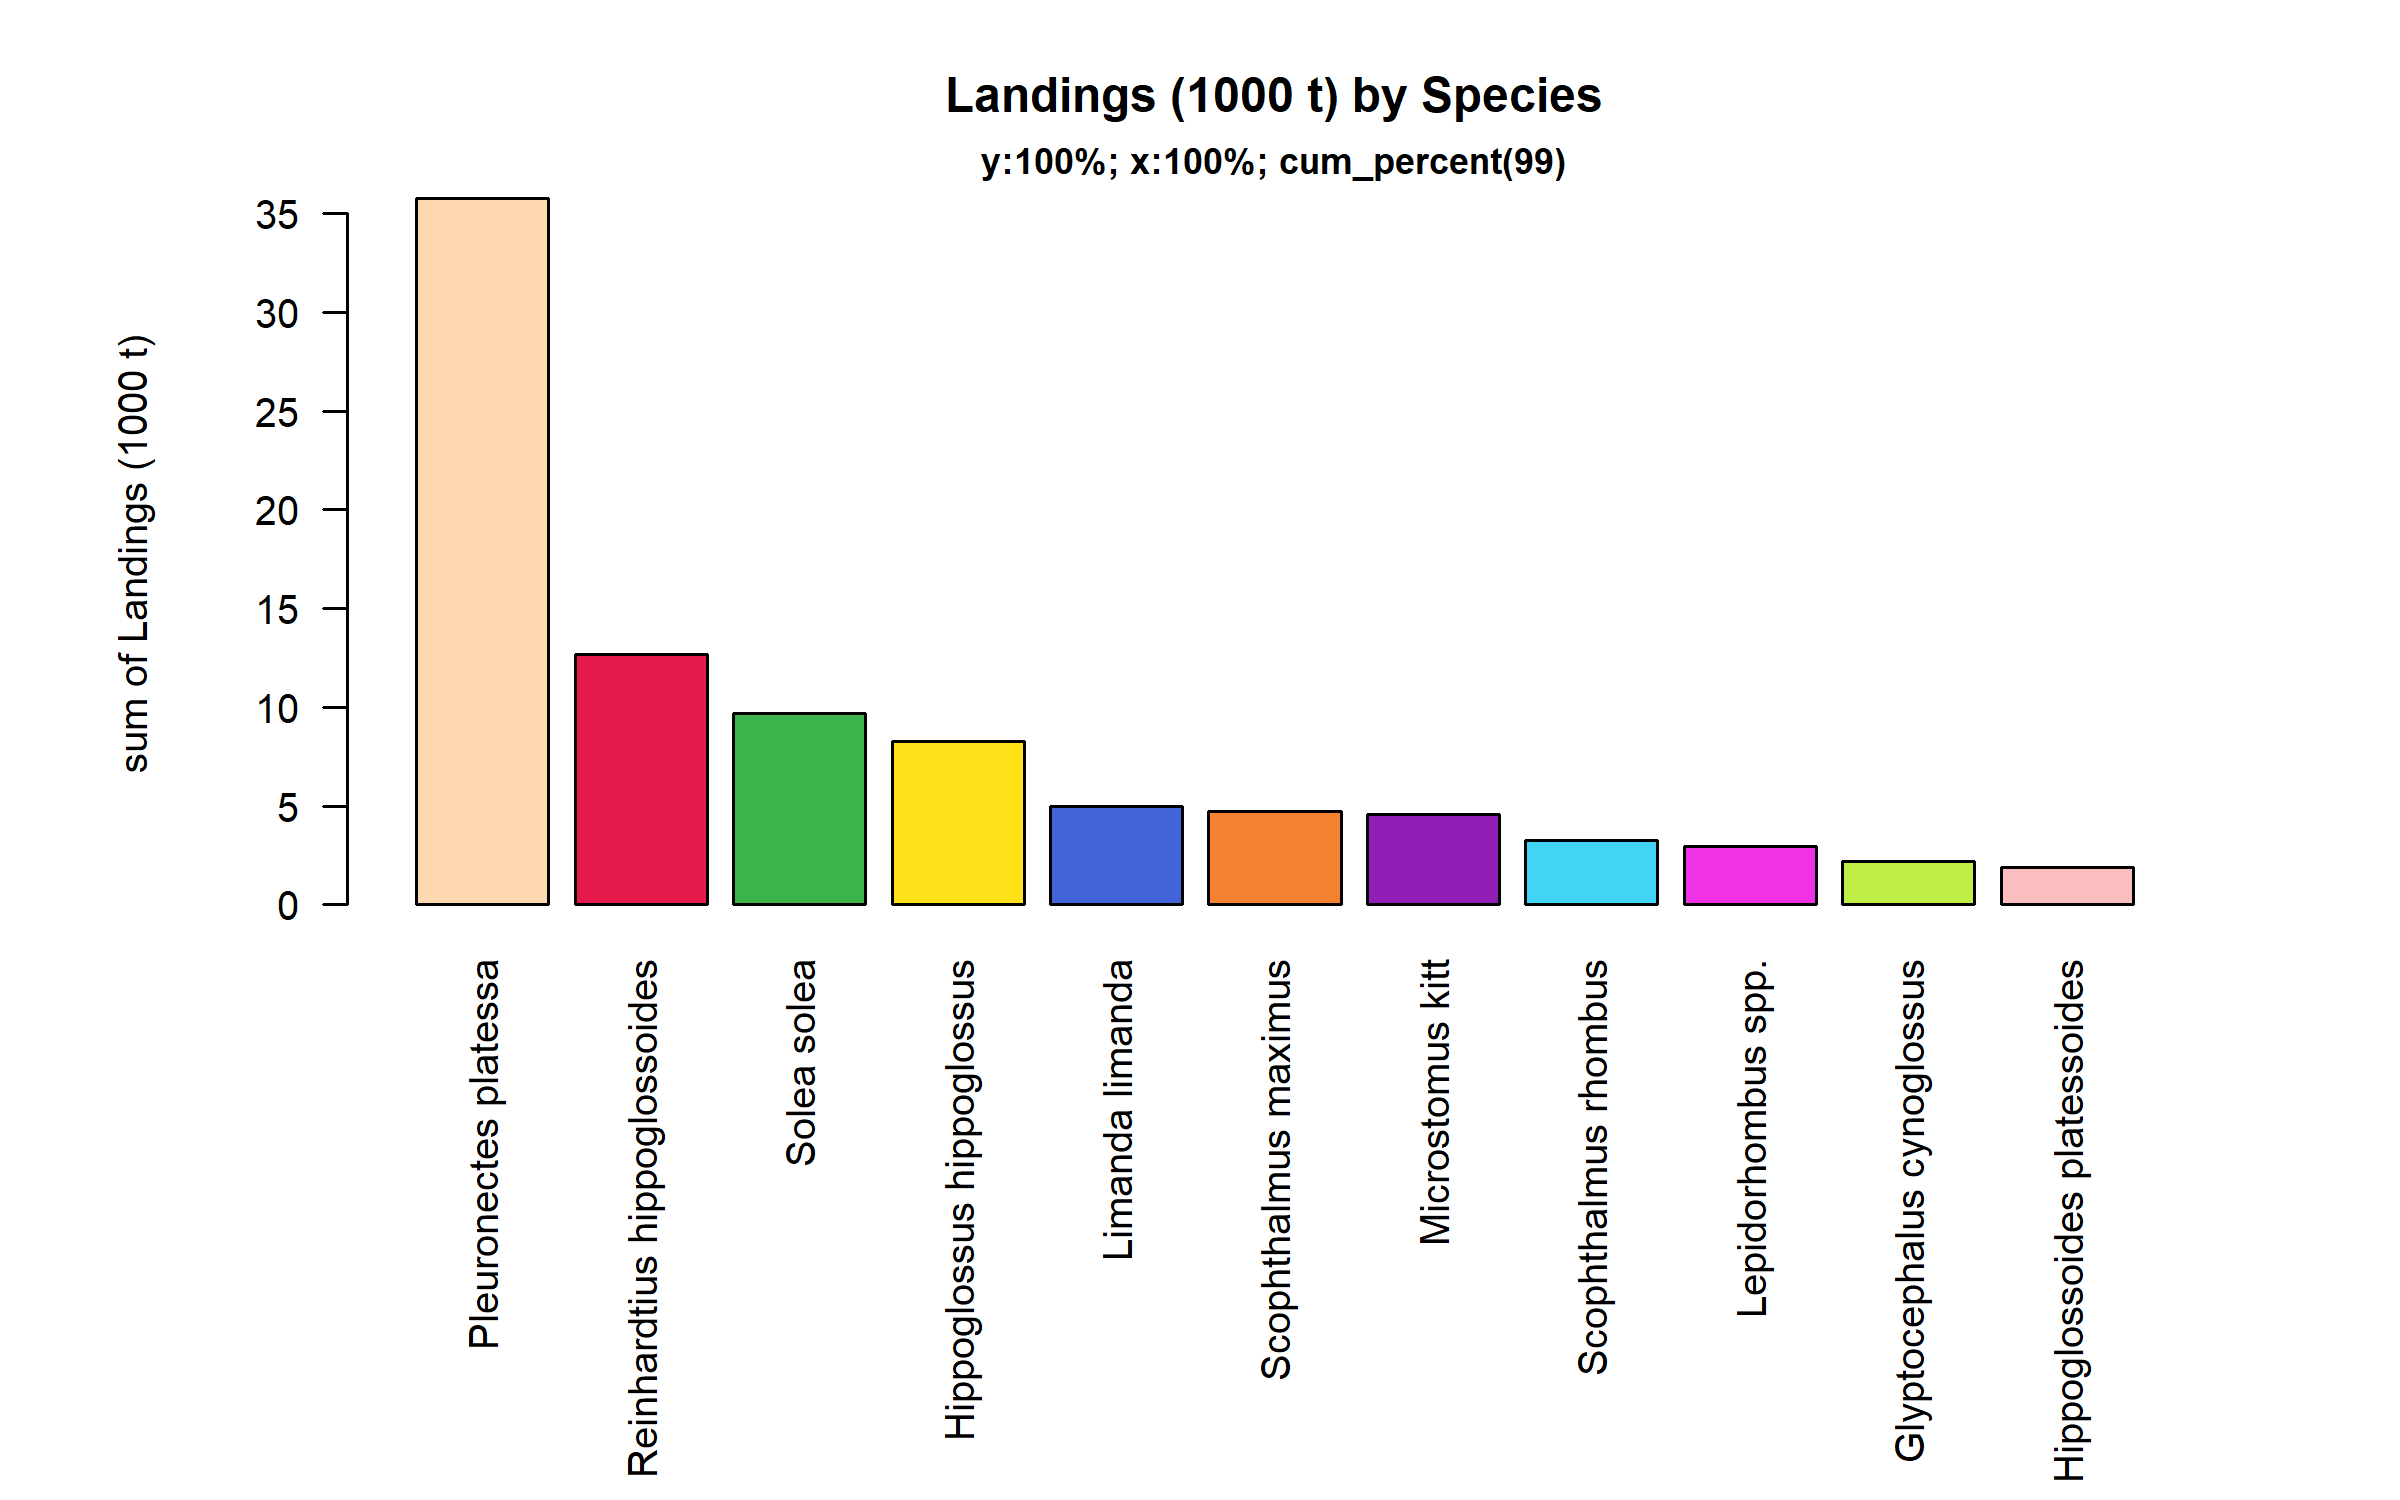 Landings (1000 t) by Species
y:100%; x:100%; cum_percent(99)
sum of Landings (1000 t)
35
30
25
20
15
10
5
0
Pleuronectes platessa
Reinhardtius hippoglossoides
Solea solea
Hippoglossus hippoglossus
Limanda limanda
Scophthalmus maximus
Microstomus kitt
Scophthalmus rhombus
Lepidorhombus spp.
Glyptocephalus cynoglossus
Hippoglossoides platessoides